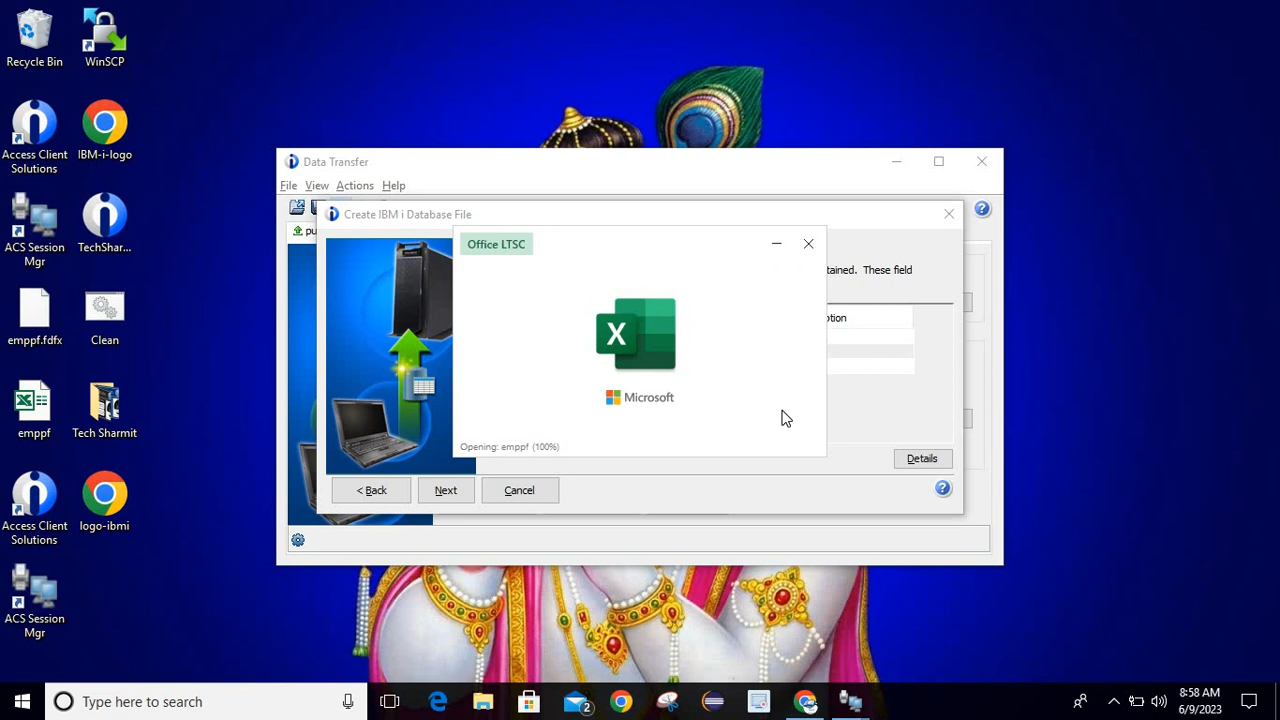 Recycle Bin
WinSCP
Access Client
Solutions
IBM-i-logo
ACS Session
Mgr
TechShar...
emppf.fdfx
Clean
emppf
Tech Sharmit
Access Client
Solutions
logo-ibmi
ACS Session
Mgr
Data Transfer
File View Actions Help
pu
Create IBM i Database File
Office LTSC
tained. These field
ption
X
Microsoft
Opening: emppf (100%)
Details
< Back
Next
Cancel
Type here to search
2
8:58 AM
6/9/2023